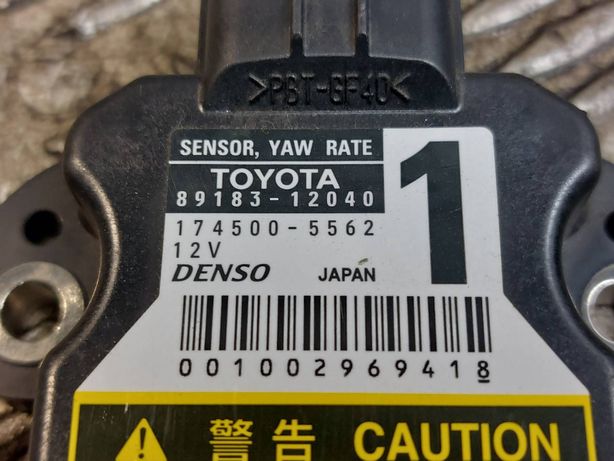 >PBT-GF40<
SENSOR, YAW RATE
TOYOTA
89183-12040
1
174500-5562
12V
DENSO JAPAN
001002969418
警告 CAUTION